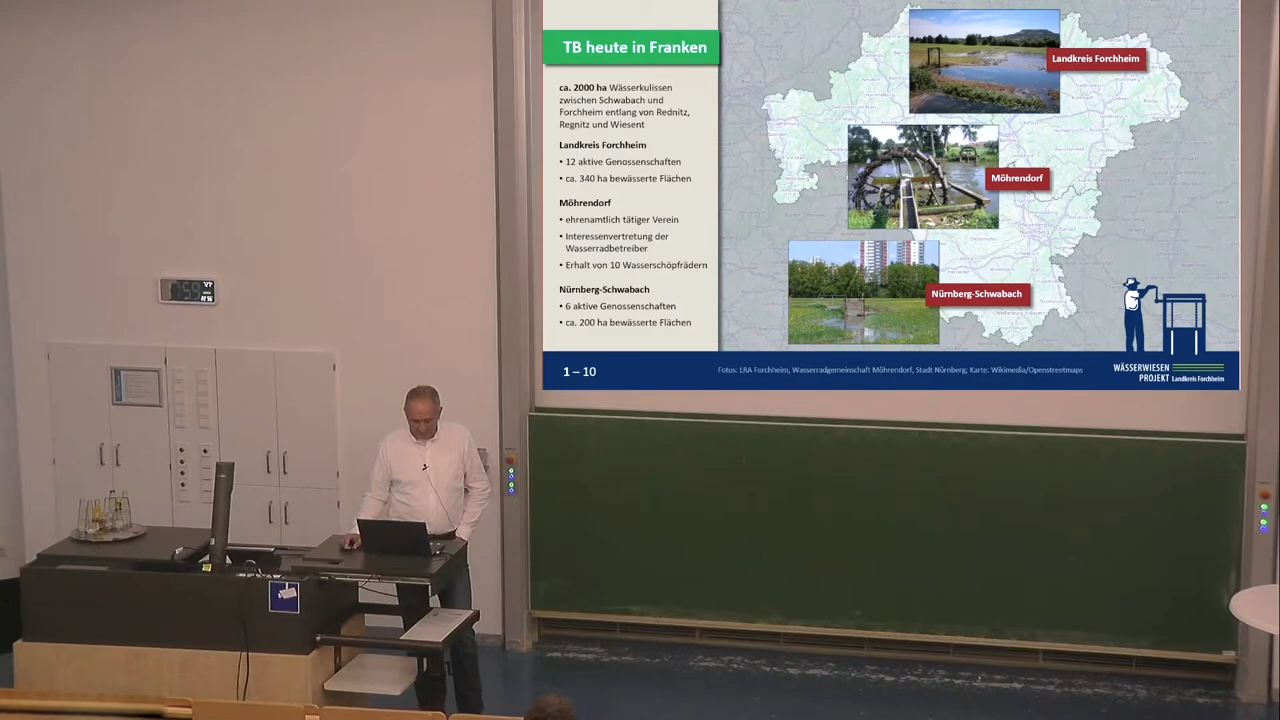 TB heute in Franken
ca. 2000 ha Wässerkulissen
zwischen Schwabach und
Forchheim entlang von Rednitz,
Regnitz und Wiesent
Landkreis Forchheim
• 12 aktive Genossenschaften
• ca. 340 ha bewässerte Flächen
Möhrendorf
• ehrenamtlich tätiger Verein
• Interessenvertretung der
Wasserradbetreiber
• Erhalt von 10 Wasserschöpfrädern
Nürnberg-Schwabach
• 6 aktive Genossenschaften
• ca. 200 ha bewässerte Flächen
Landkreis Forchheim
Möhrendorf
Nürnberg-Schwabach
1 – 10
Fotos: LRA Forchheim, Wasserradgemeinschaft Möhrendorf, Stadt Nürnberg; Karte: Wikimedia/Openstreetmaps
WÄSSERWIESEN
PROJEKT Landkreis Forchheim